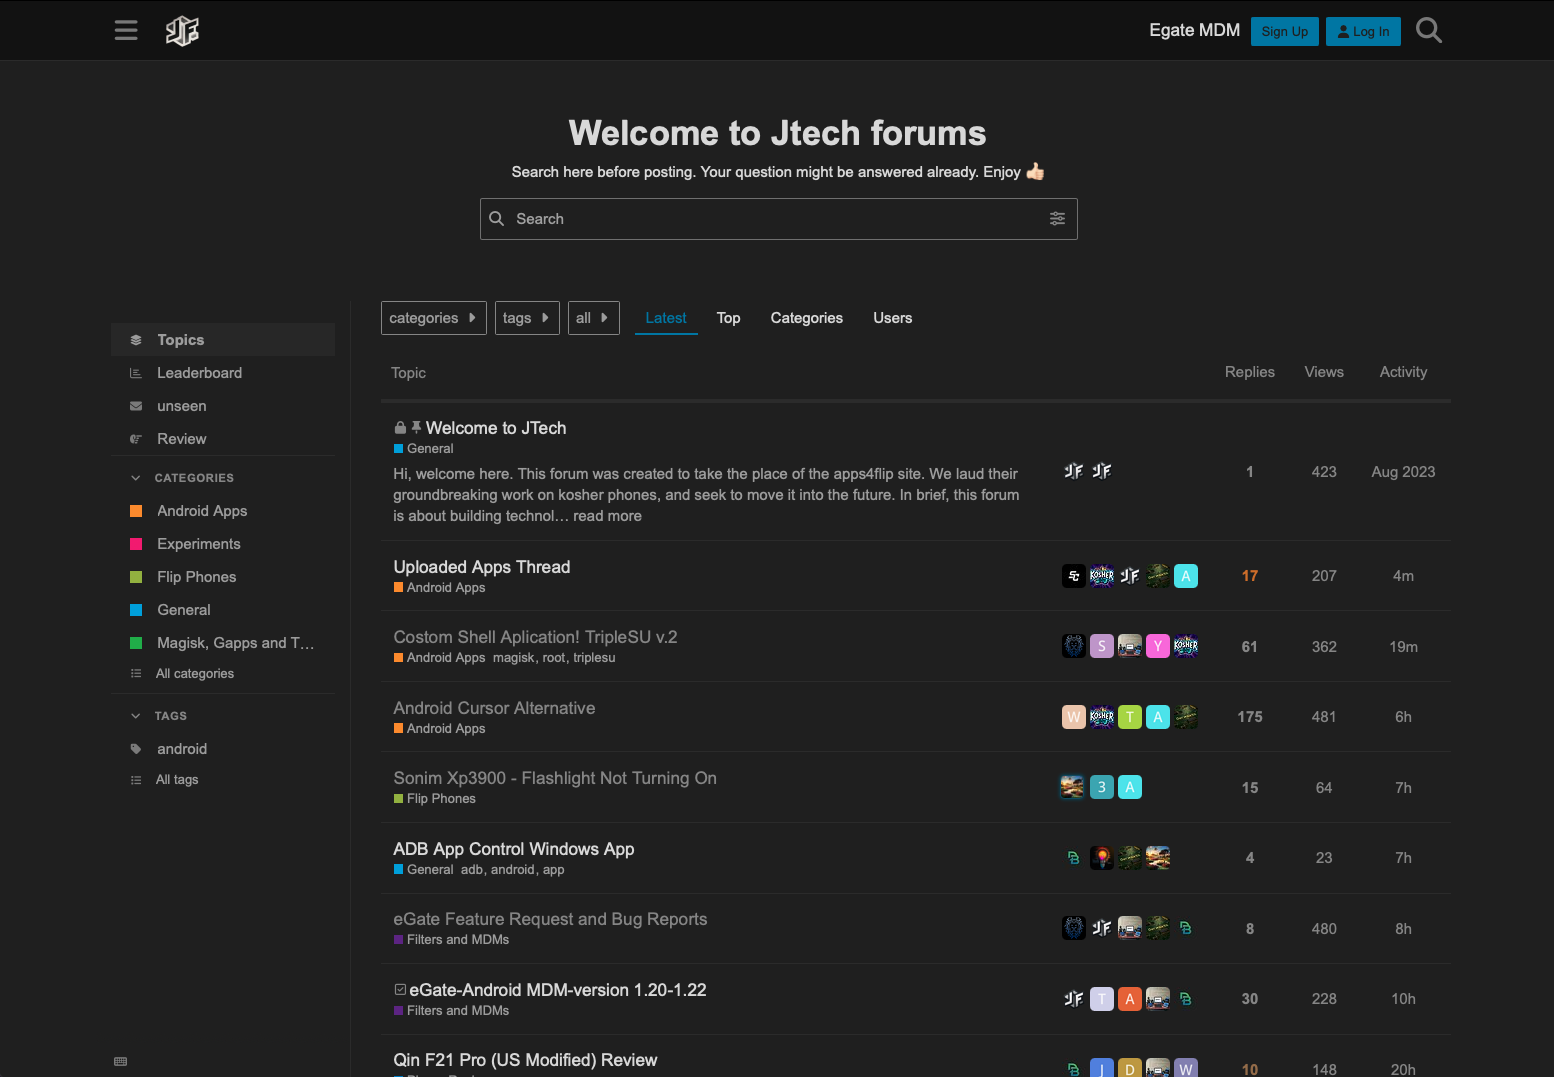 Egate MDM
Sign Up
Log In
Welcome to Jtech forums
Search here before posting. Your question might be answered already. Enjoy 👍🏻
Search
categories
tags
all
Latest
Top
Categories
Users
Topics
Leaderboard
unseen
Review
CATEGORIES
Android Apps
Experiments
Flip Phones
General
Magisk, Gapps and T...
All categories
TAGS
android
All tags
Topic
Replies
Views
Activity
Welcome to JTech
General
Hi, welcome here. This forum was created to take the place of the apps4flip site. We laud their
groundbreaking work on kosher phones, and seek to move it into the future. In brief, this forum
is about building technol… read more
1
423
Aug 2023
Uploaded Apps Thread
Android Apps
KOSHER
A
17
207
4m
Costom Shell Aplication! TripleSU v.2
Android Apps magisk, root, triplesu
S
Y
KOSHER
61
362
19m
Android Cursor Alternative
Android Apps
W
KOSHER
T
A
175
481
6h
Sonim Xp3900 - Flashlight Not Turning On
Flip Phones
3
A
15
64
7h
ADB App Control Windows App
General adb, android, app
4
23
7h
eGate Feature Request and Bug Reports
Filters and MDMs
8
480
8h
eGate-Android MDM-version 1.20-1.22
Filters and MDMs
T
A
30
228
10h
Qin F21 Pro (US Modified) Review
J
D
W
10
148
20h